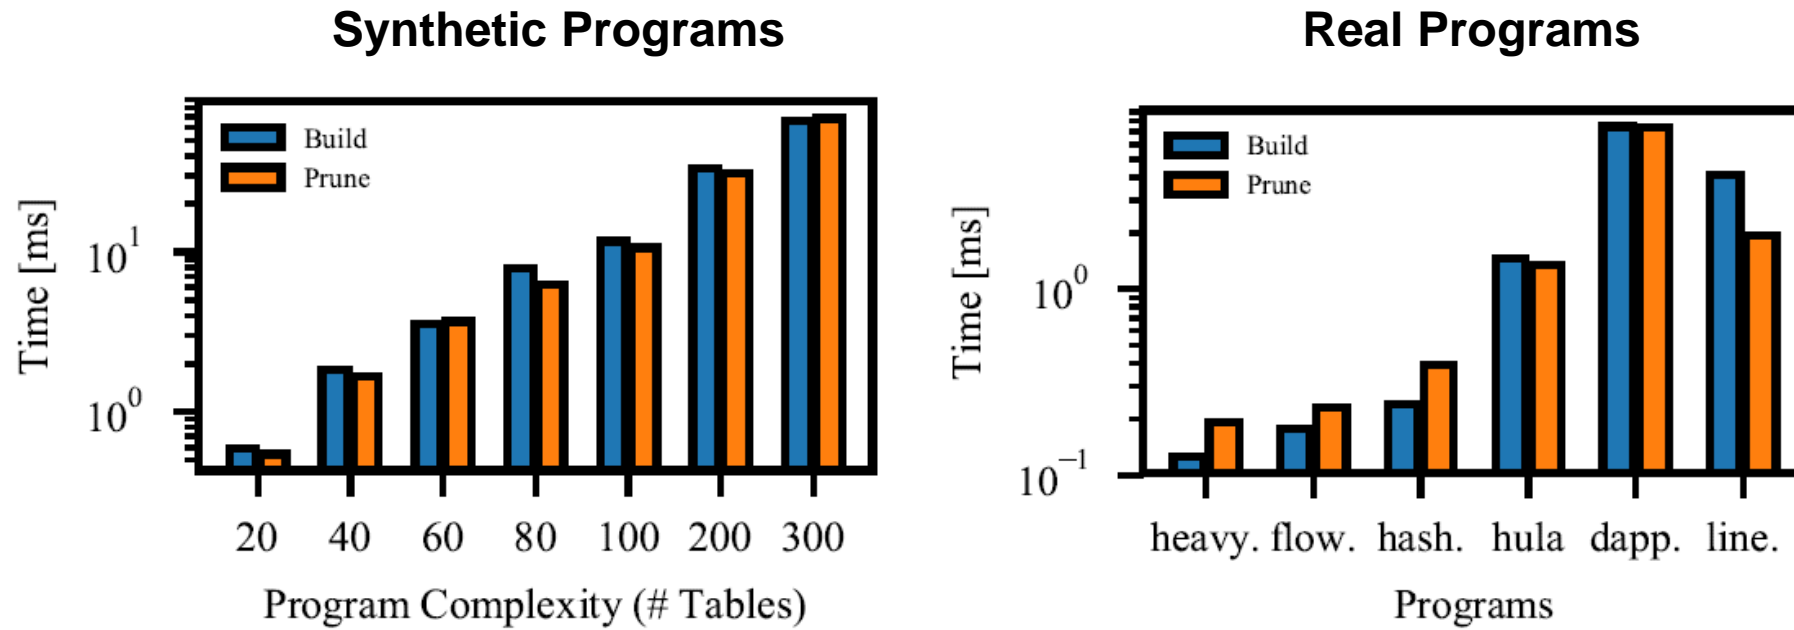 Synthetic Programs
Build
Prune
Time [ms]
10^1
10^0
20 40 60 80 100 200 300
Program Complexity (# Tables)
Real Programs
Build
Prune
Time [ms]
10^0
10^−1
heavy. flow. hash. hula dapp. line.
Programs